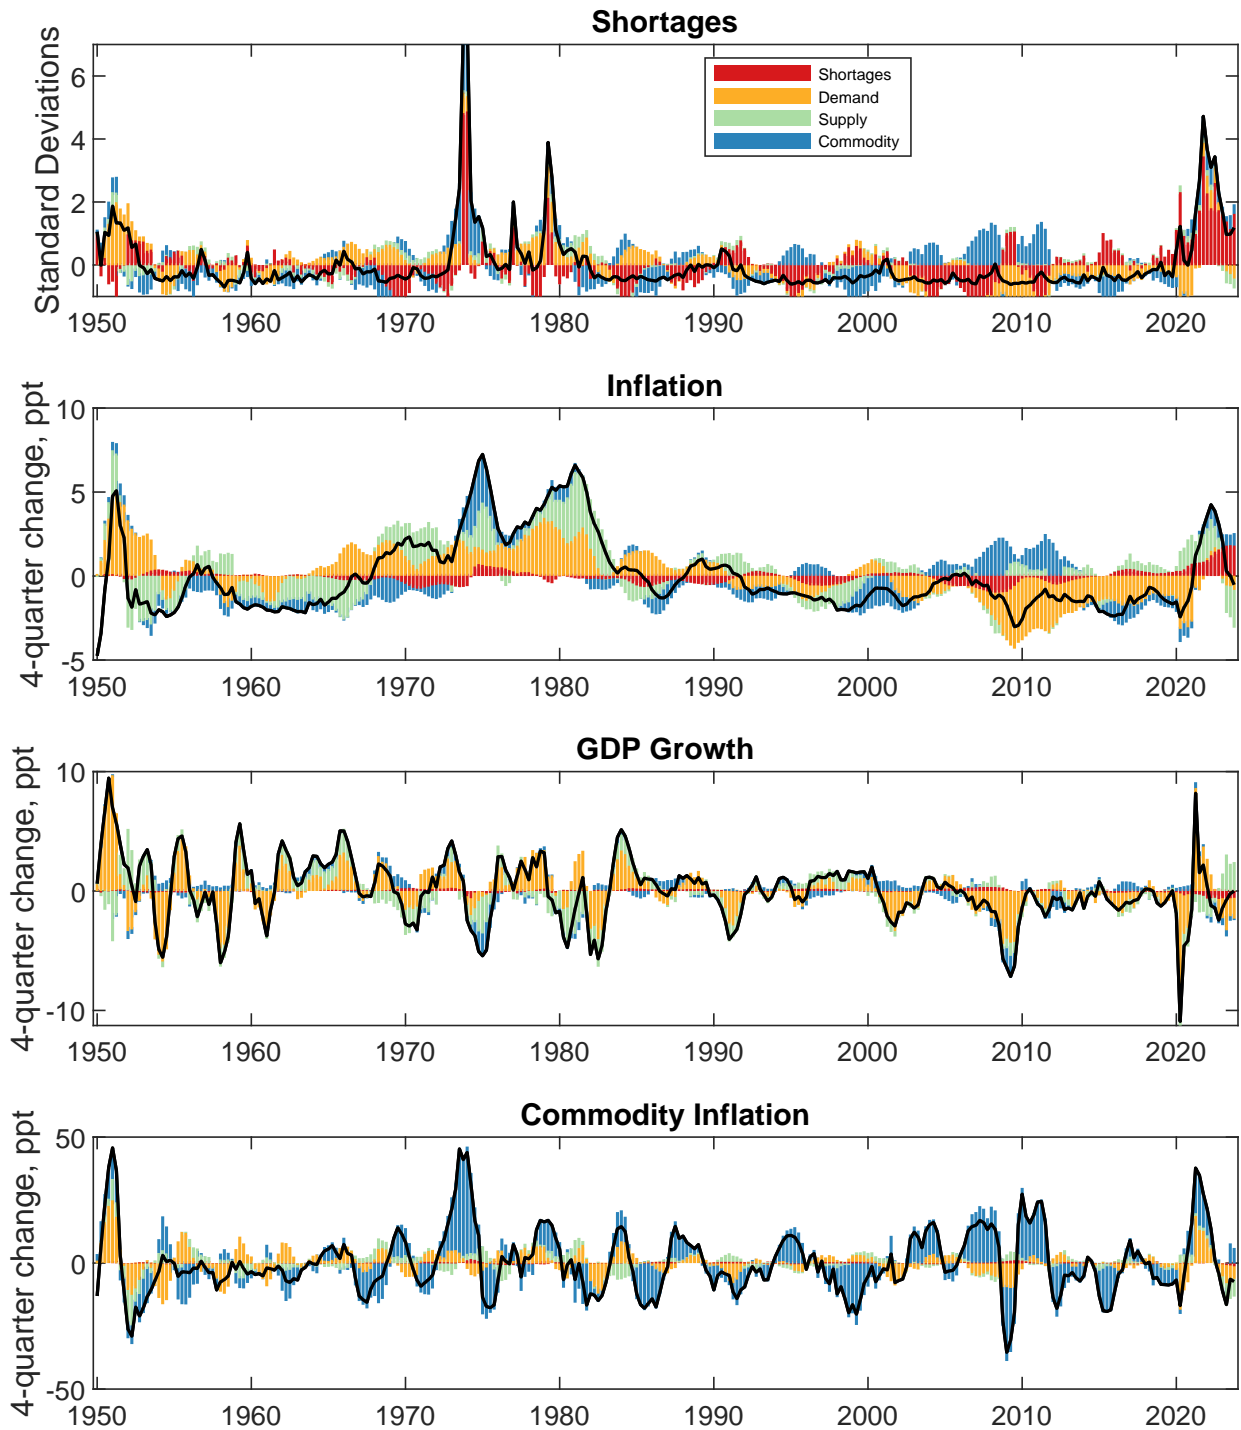 Shortages
Standard Deviations
6
4
2
0
Shortages
Demand
Supply
Commodity
1950 1960 1970 1980 1990 2000 2010 2020
Inflation
4-quarter change, ppt
10
5
0
-5
1950 1960 1970 1980 1990 2000 2010 2020
GDP Growth
4-quarter change, ppt
10
0
-10
1950 1960 1970 1980 1990 2000 2010 2020
Commodity Inflation
4-quarter change, ppt
50
0
-50
1950 1960 1970 1980 1990 2000 2010 2020